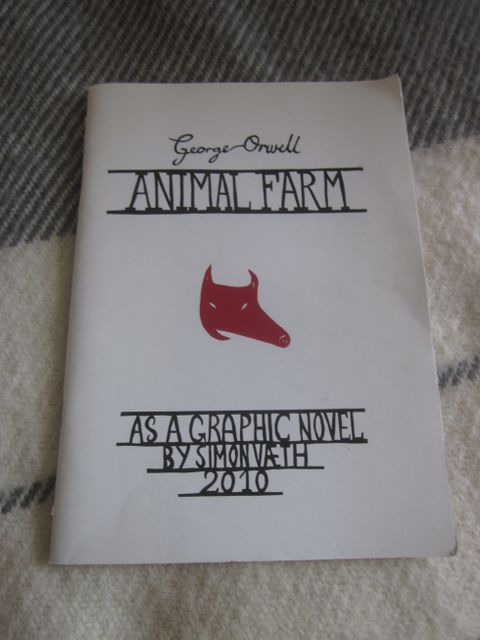 George Orwell
ANIMAL FARM
AS A GRAPHIC NOVEL
BY SIMON VÆTH
2010